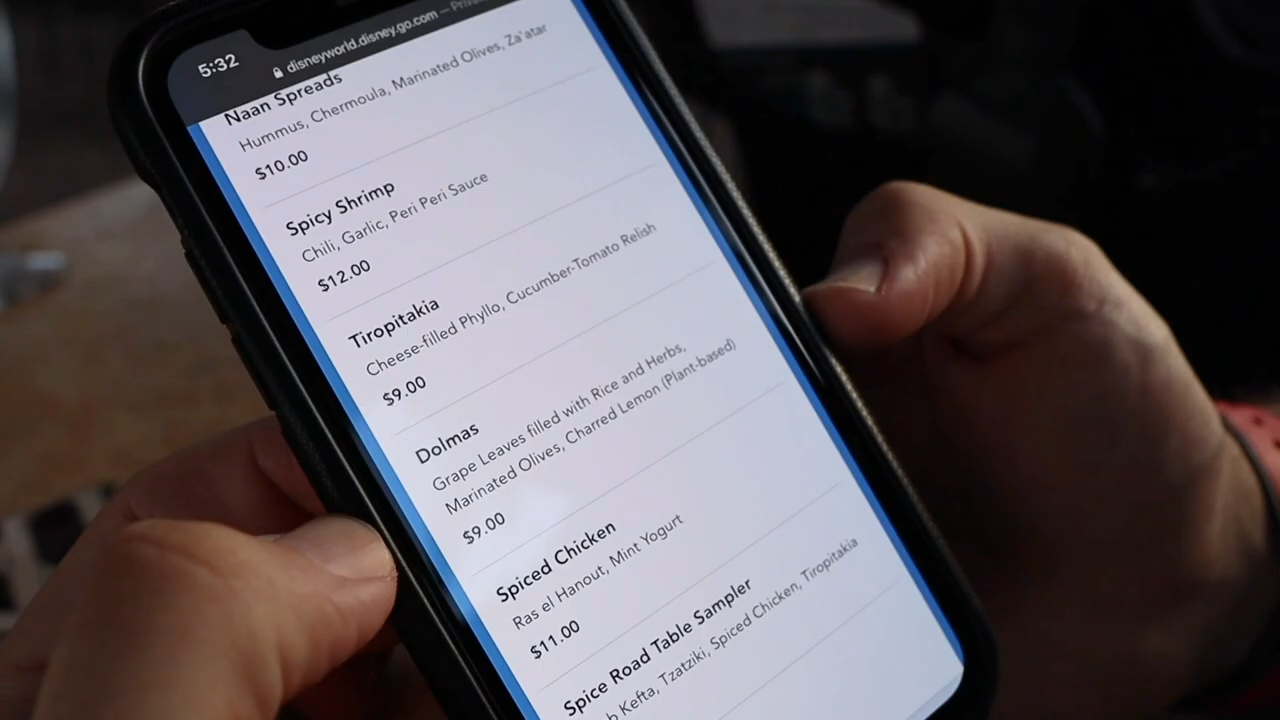 5:32
disneyworld.disney.go.com —
Naan Spreads
Hummus, Chermoula, Marinated Olives, Za'atar
$10.00
Spicy Shrimp
Chili, Garlic, Peri Peri Sauce
$12.00
Tiropitakia
Cheese-filled Phyllo, Cucumber-Tomato Relish
$9.00
Dolmas
Grape Leaves filled with Rice and Herbs,
Marinated Olives, Charred Lemon (Plant-based)
$9.00
Spiced Chicken
Ras el Hanout, Mint Yogurt
$11.00
Spice Road Table Sampler
Kefta, Tzatziki, Spiced Chicken, Tiropitakia